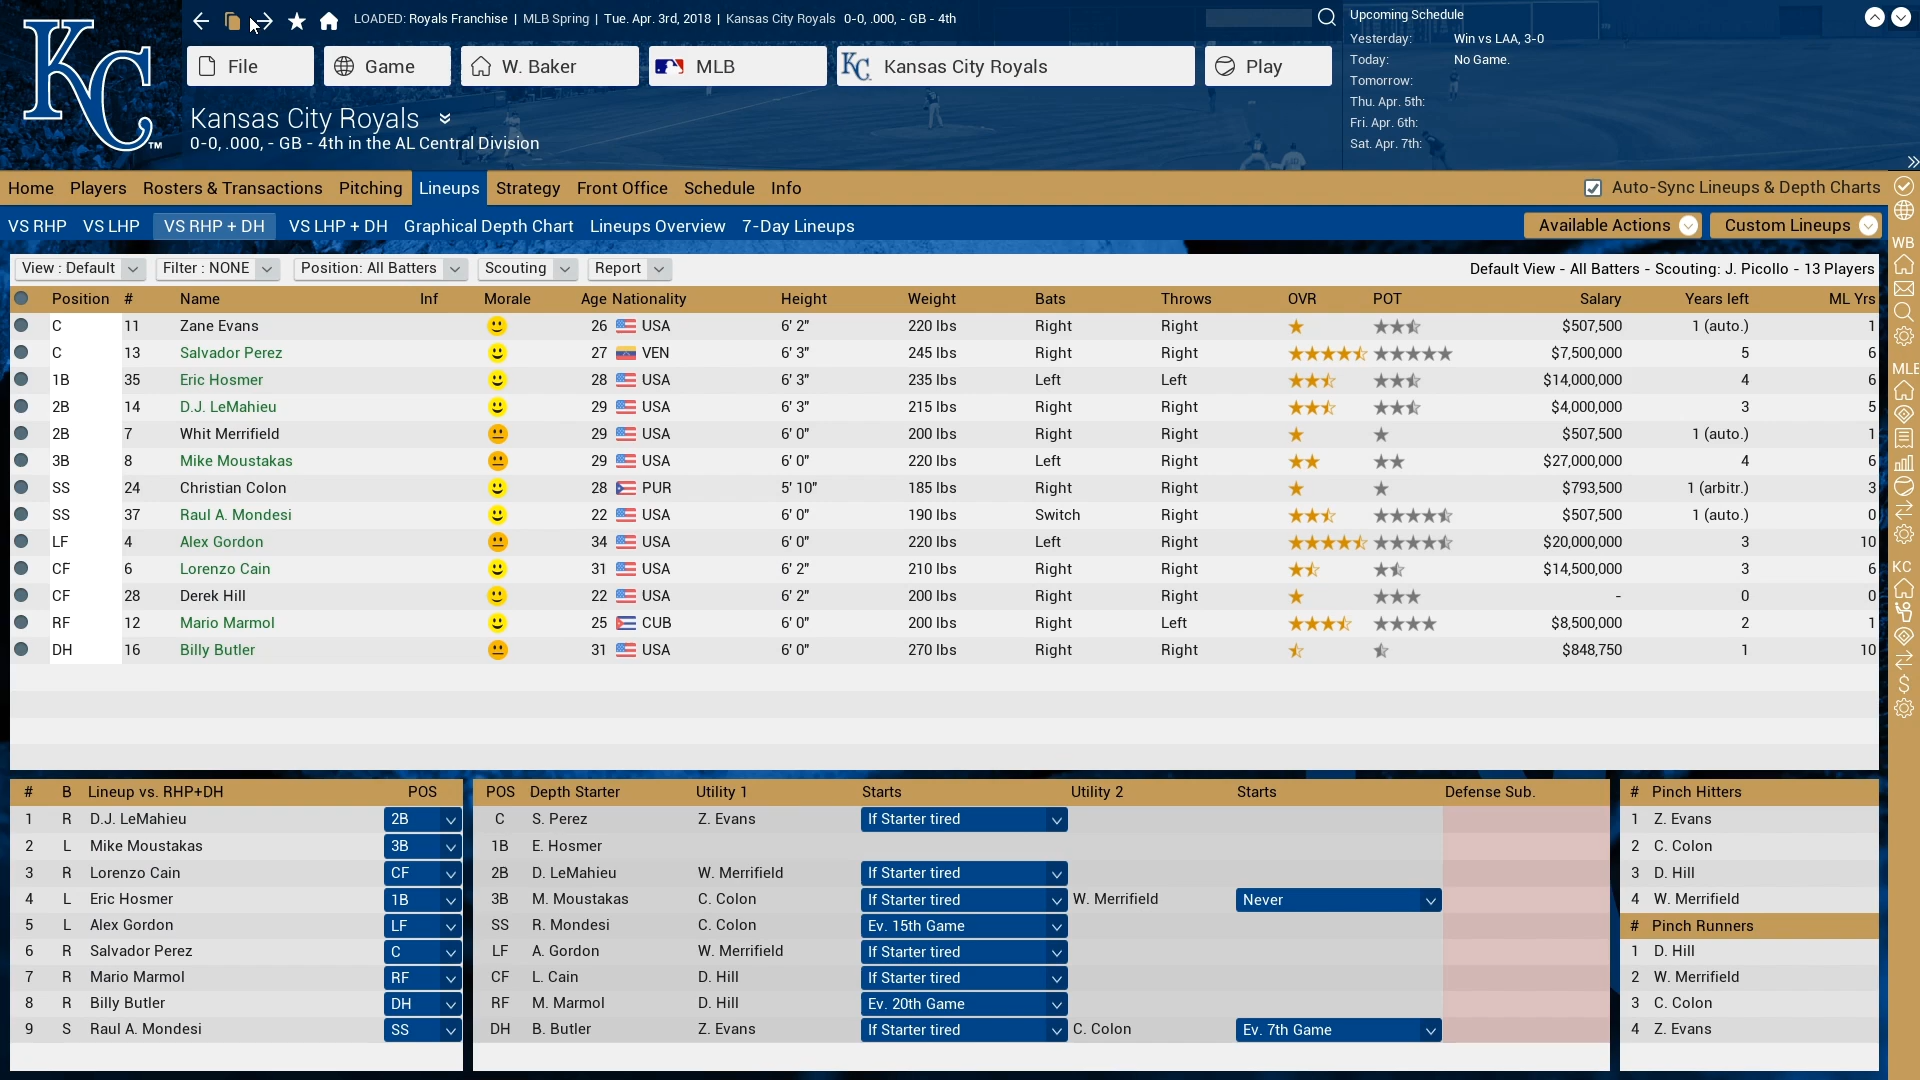 LOADED: Royals Franchise | MLB Spring | Tue. Apr. 3rd, 2018 | Kansas City Royals 0-0, .000, - GB - 4th
Upcoming Schedule
Yesterday: Win vs LAA, 3-0
Today: No Game.
Tomorrow:
Thu. Apr. 5th:
Fri. Apr. 6th:
Sat. Apr. 7th:
KC TM
File Game W. Baker MLB KC Kansas City Royals Play
Kansas City Royals
0-0, .000, - GB - 4th in the AL Central Division
Home Players Rosters & Transactions Pitching Lineups Strategy Front Office Schedule Info Auto-Sync Lineups & Depth Charts
VS RHP VS LHP VS RHP + DH VS LHP + DH Graphical Depth Chart Lineups Overview 7-Day Lineups Available Actions Custom Lineups
View : Default Filter : NONE Position: All Batters Scouting Report Default View - All Batters - Scouting: J. Picollo - 13 Players
Position # Name Inf Morale Age Nationality Height Weight Bats Throws OVR POT Salary Years left ML Yrs
C 11 Zane Evans 26 USA 6' 2" 220 lbs Right Right $507,500 1 (auto.) 1
C 13 Salvador Perez 27 VEN 6' 3" 245 lbs Right Right $7,500,000 5 6
1B 35 Eric Hosmer 28 USA 6' 3" 235 lbs Left Left $14,000,000 4 6
2B 14 D.J. LeMahieu 29 USA 6' 3" 215 lbs Right Right $4,000,000 3 5
2B 7 Whit Merrifield 29 USA 6' 0" 200 lbs Right Right $507,500 1 (auto.) 1
3B 8 Mike Moustakas 29 USA 6' 0" 220 lbs Left Right $27,000,000 4 6
SS 24 Christian Colon 28 PUR 5' 10" 185 lbs Right Right $793,500 1 (arbitr.) 3
SS 37 Raul A. Mondesi 22 USA 6' 0" 190 lbs Switch Right $507,500 1 (auto.) 0
LF 4 Alex Gordon 34 USA 6' 0" 220 lbs Left Right $20,000,000 3 10
CF 6 Lorenzo Cain 31 USA 6' 2" 210 lbs Right Right $14,500,000 3 6
CF 28 Derek Hill 22 USA 6' 2" 200 lbs Right Right - 0 0
RF 12 Mario Marmol 25 CUB 6' 0" 200 lbs Right Left $8,500,000 2 1
DH 16 Billy Butler 31 USA 6' 0" 270 lbs Right Right $848,750 1 10
WB
MLB
KC
# B Lineup vs. RHP+DH POS
1 R D.J. LeMahieu 2B
2 L Mike Moustakas 3B
3 R Lorenzo Cain CF
4 L Eric Hosmer 1B
5 L Alex Gordon LF
6 R Salvador Perez C
7 R Mario Marmol RF
8 R Billy Butler DH
9 S Raul A. Mondesi SS
POS Depth Starter Utility 1 Starts Utility 2 Starts Defense Sub.
C S. Perez Z. Evans If Starter tired
1B E. Hosmer
2B D. LeMahieu W. Merrifield If Starter tired
3B M. Moustakas C. Colon If Starter tired W. Merrifield Never
SS R. Mondesi C. Colon Ev. 15th Game
LF A. Gordon W. Merrifield If Starter tired
CF L. Cain D. Hill If Starter tired
RF M. Marmol D. Hill Ev. 20th Game
DH B. Butler Z. Evans If Starter tired C. Colon Ev. 7th Game
# Pinch Hitters
1 Z. Evans
2 C. Colon
3 D. Hill
4 W. Merrifield
# Pinch Runners
1 D. Hill
2 W. Merrifield
3 C. Colon
4 Z. Evans